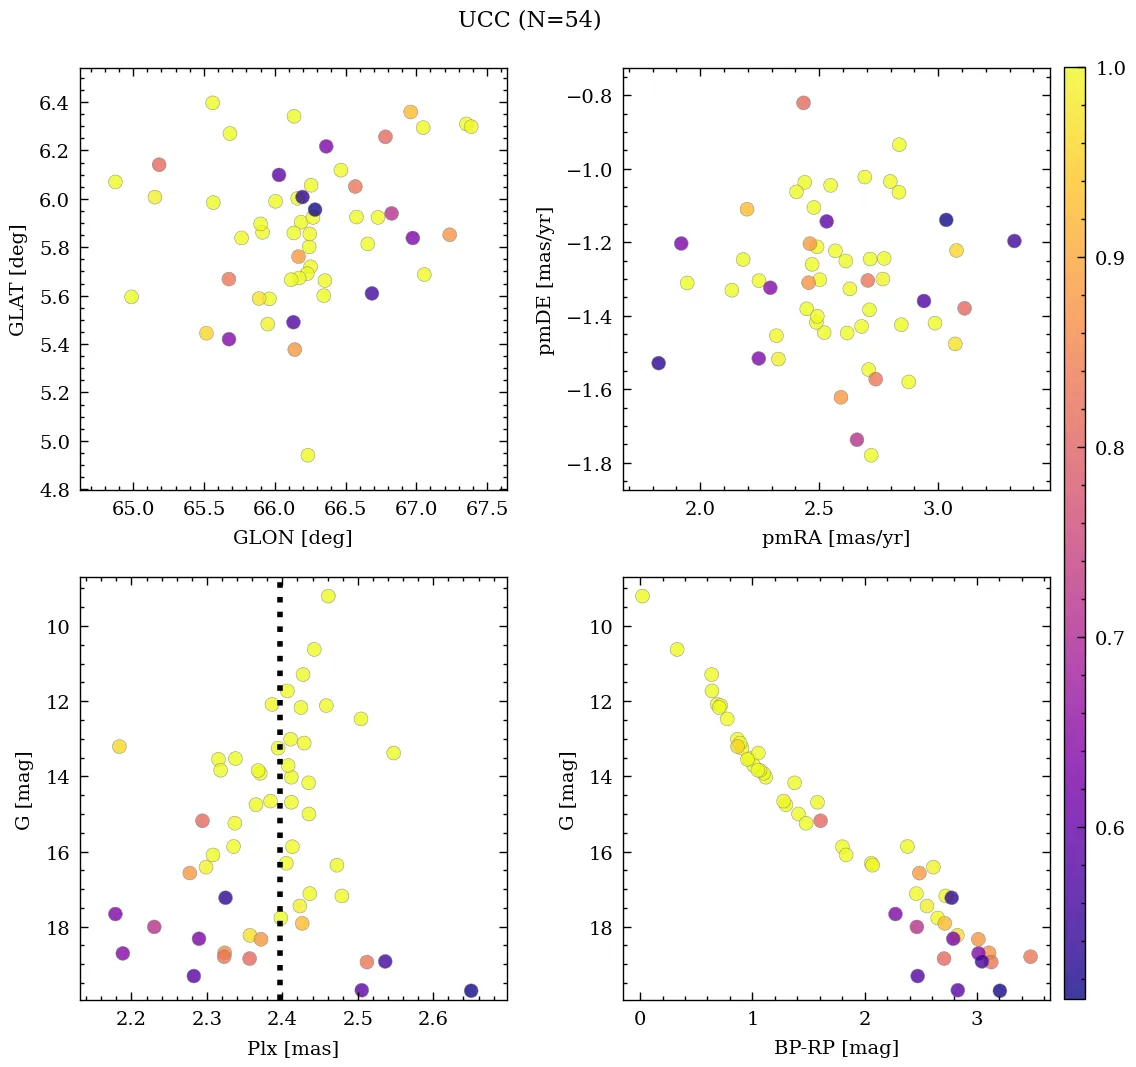 UCC (N=54)
6.4
6.2
6.0
5.8
5.6
5.4
5.2
5.0
4.8
GLAT [deg]
65.0 65.5 66.0 66.5 67.0 67.5
GLON [deg]
−0.8
−1.0
−1.2
−1.4
−1.6
−1.8
pmDE [mas/yr]
2.0 2.5 3.0
pmRA [mas/yr]
1.0
0.9
0.8
0.7
0.6
10
12
14
16
18
G [mag]
2.2 2.3 2.4 2.5 2.6
Plx [mas]
10
12
14
16
18
G [mag]
0 1 2 3
BP-RP [mag]